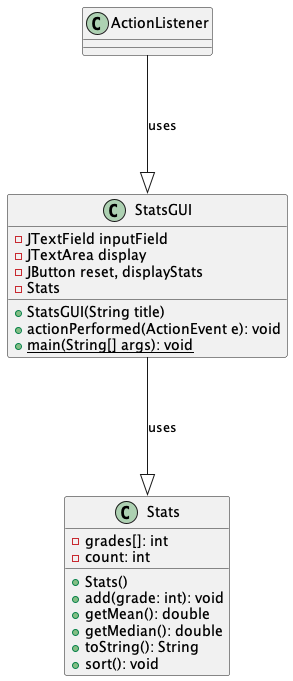 C ActionListener
uses
C StatsGUI
JTextField inputField
JTextArea display
JButton reset, displayStats
Stats
StatsGUI(String title)
actionPerformed(ActionEvent e): void
main(String[] args): void
uses
C Stats
grades[]: int
count: int
Stats()
add(grade: int): void
getMean(): double
getMedian(): double
toString(): String
sort(): void